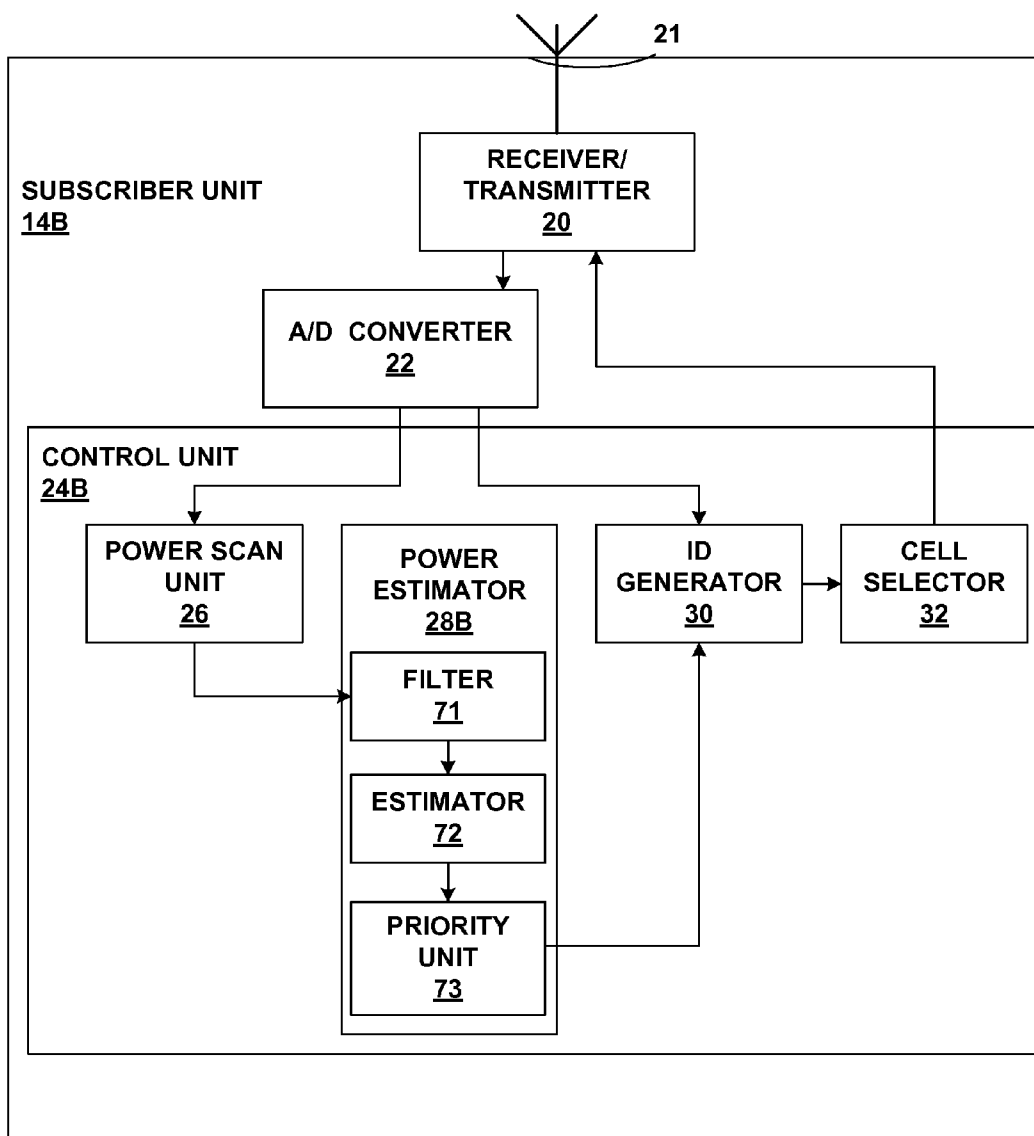 21
RECEIVER/
TRANSMITTER
20
SUBSCRIBER UNIT
14B
A/D CONVERTER
22
CONTROL UNIT
24B
POWER SCAN
UNIT
26
POWER
ESTIMATOR
28B
FILTER
71
ESTIMATOR
72
PRIORITY
UNIT
73
ID
GENERATOR
30
CELL
SELECTOR
32